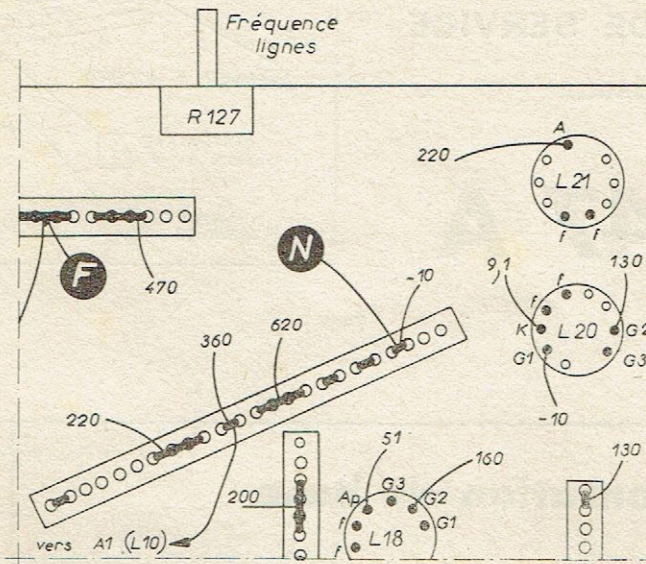 Fréquence
lignes
R 127
A
220
L 21
f
f
F
470
N
-10
9,1
130
f
f
K
L 20
G2
G1
G3
-10
360
620
220
51
G3
160
130
200
Ap
G2
f
G1
L18
f
vers A1 (L10)